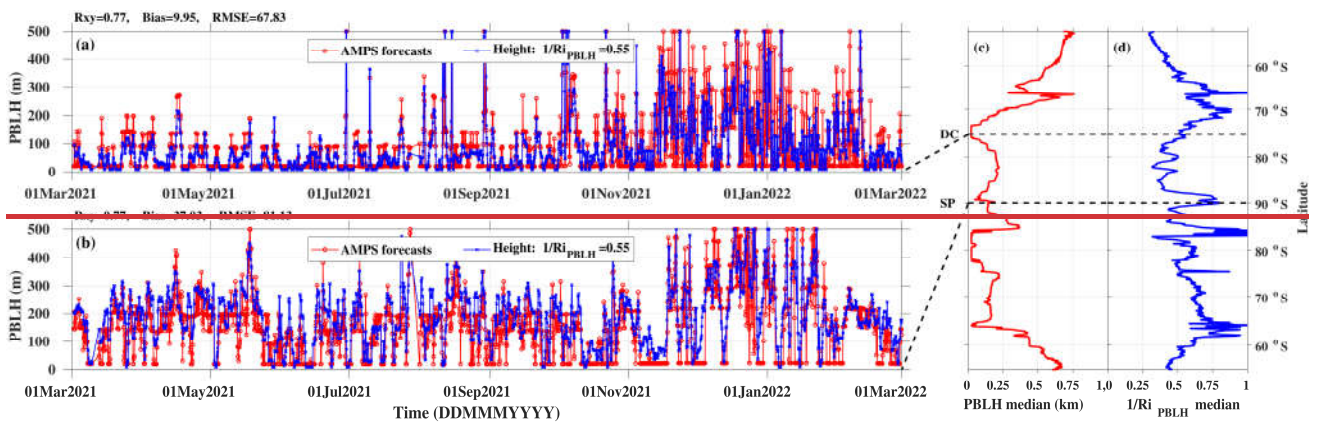 Rxy=0.77, Bias=9.95, RMSE=67.83
(a)
AMPS forecasts
Height: 1/Ri PBLH =0.55
PBLH (m)
500
400
300
200
100
0
01Mar2021 01May2021 01Jul2021 01Sep2021 01Nov2021 01Jan2022 01Mar2022
(b)
AMPS forecasts
Height: 1/Ri PBLH =0.55
PBLH (m)
500
400
300
200
100
0
01Mar2021 01May2021 01Jul2021 01Sep2021 01Nov2021 01Jan2022 01Mar2022
Time (DDMMMYYYY)
(c)
(d)
DC
SP
60 °S
70 °S
80 °S
90 °S
80 °S
70 °S
60 °S
Latitude
0 0.25 0.5 0.75 1,0 0.25 0.5 0.75 1
PBLH median (km)
1/Ri PBLH median